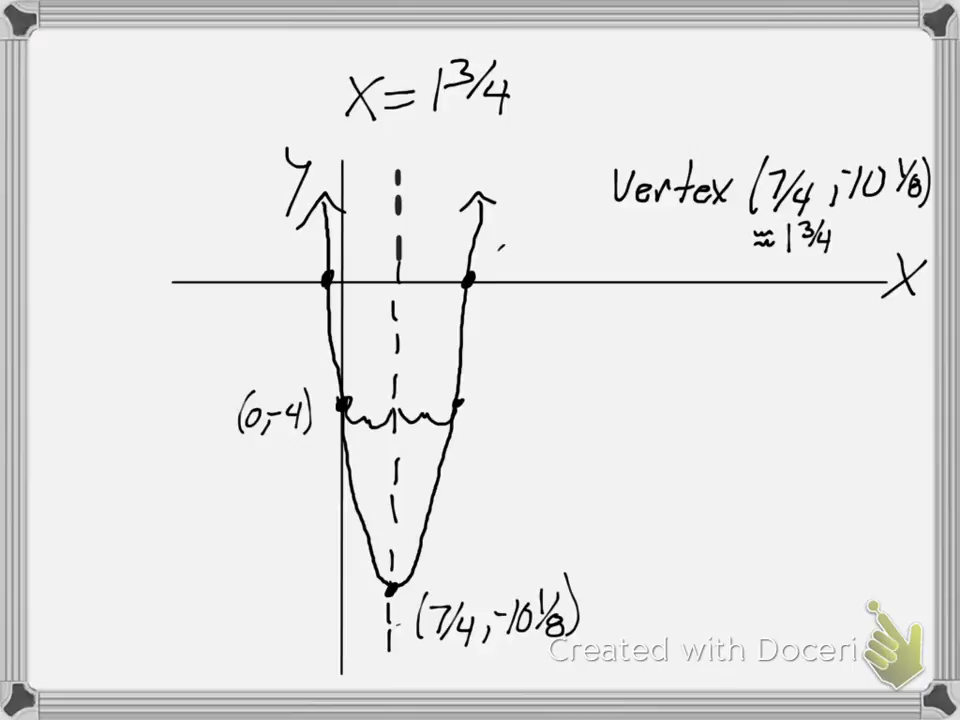 X = 1 3/4
Y
Vertex (7/4, -10 1/8)
≈ 1 3/4
X
(0, -4)
(7/4, -10 1/8)
Created with Doceri